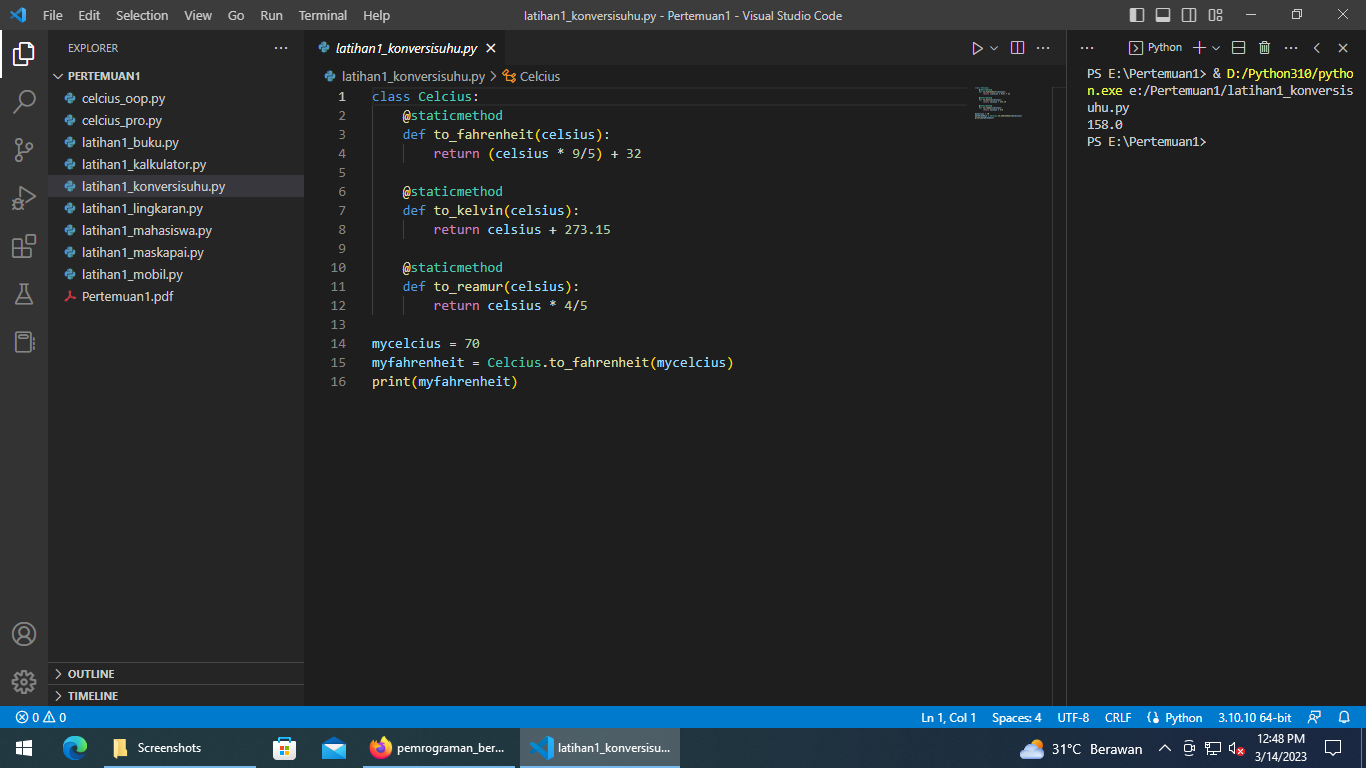 File Edit Selection View Go Run Terminal Help
latihan1_konversisuhu.py - Pertemuan1 - Visual Studio Code
EXPLORER
PERTEMUAN1
celcius_oop.py
celcius_pro.py
latihan1_buku.py
latihan1_kalkulator.py
latihan1_konversisuhu.py
latihan1_lingkaran.py
latihan1_mahasiswa.py
latihan1_maskapai.py
latihan1_mobil.py
Pertemuan1.pdf
OUTLINE
TIMELINE
latihan1_konversisuhu.py
latihan1_konversisuhu.py > Celcius
1 class Celcius:
2     @staticmethod
3     def to_fahrenheit(celsius):
4         return (celsius * 9/5) + 32
5
6     @staticmethod
7     def to_kelvin(celsius):
8         return celsius + 273.15
9
10     @staticmethod
11     def to_reamur(celsius):
12         return celsius * 4/5
13
14 mycelcius = 70
15 myfahrenheit = Celcius.to_fahrenheit(mycelcius)
16 print(myfahrenheit)
Python
PS E:\Pertemuan1> & D:/Python310/pytho
n.exe e:/Pertemuan1/latihan1_konversis
uhu.py
158.0
PS E:\Pertemuan1>
0 0
Ln 1, Col 1 Spaces: 4 UTF-8 CRLF Python 3.10.10 64-bit
Screenshots
pemrograman_ber...
latihan1_konversisu...
31°C Berawan
12:48 PM
3/14/2023